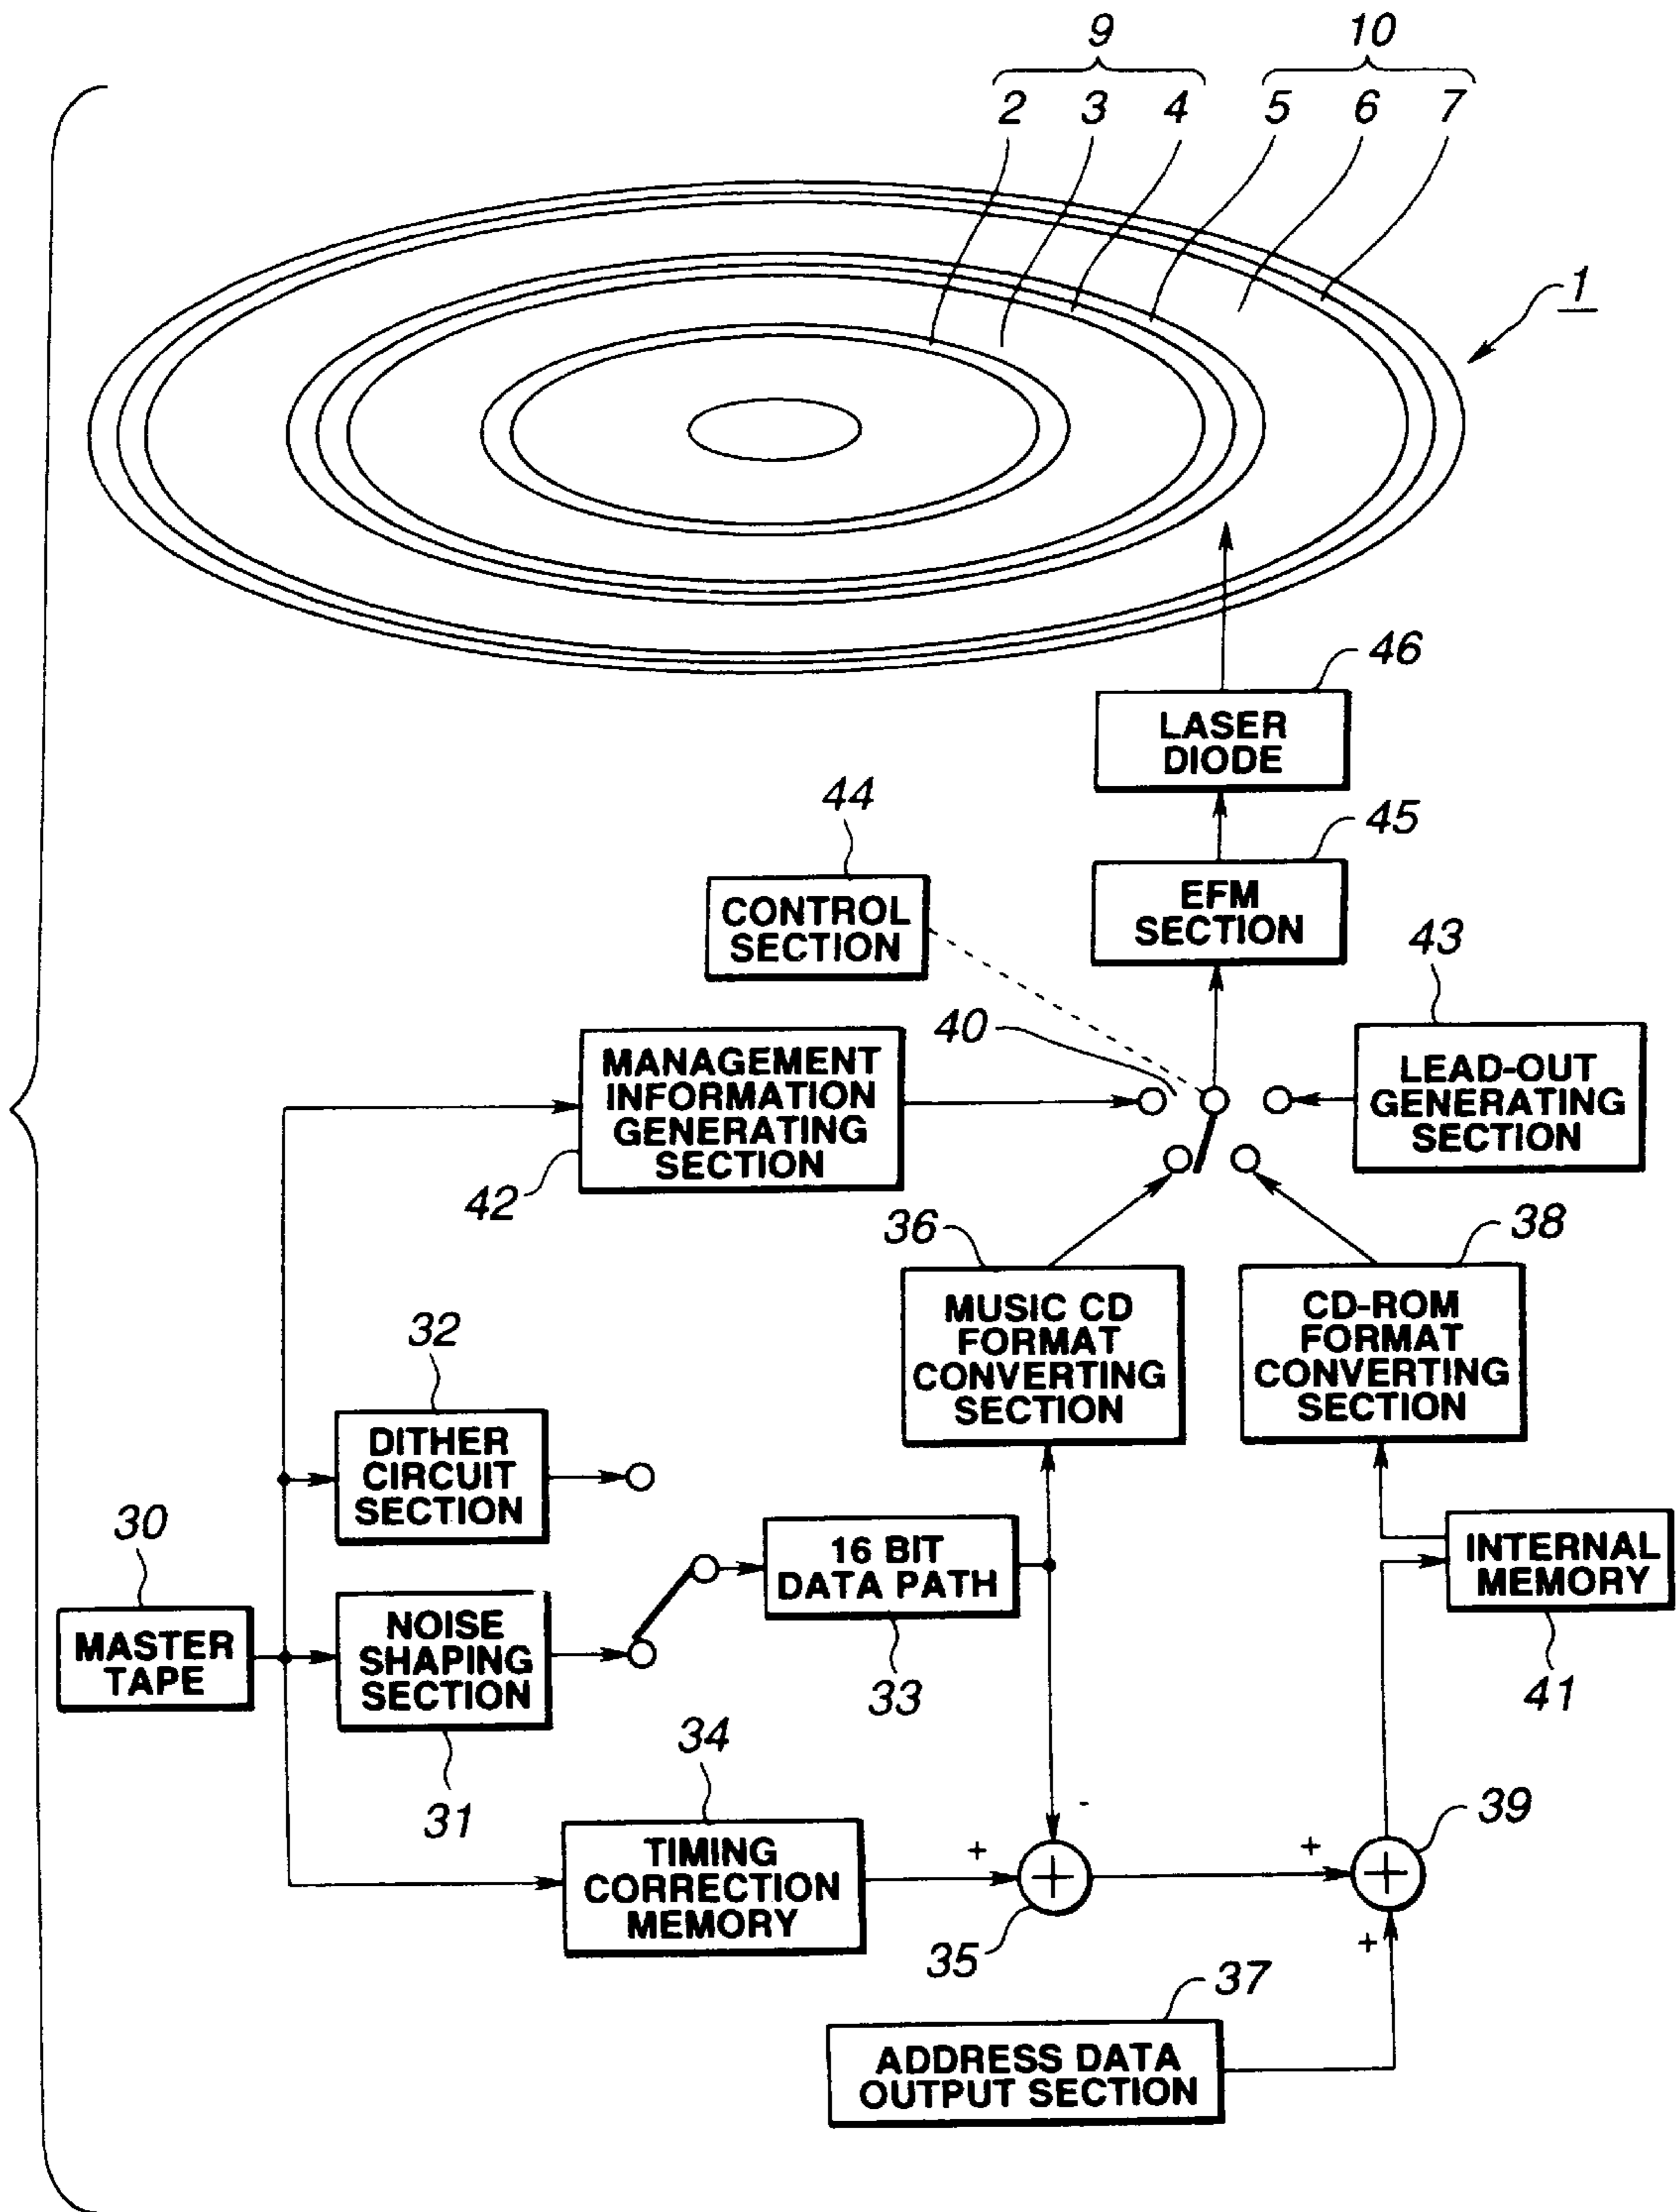 9 10
2 3 4 5 6 7
1
46
LASER
DIODE
44
45
CONTROL
SECTION
EFM
SECTION
43
40
MANAGEMENT
INFORMATION
GENERATING
SECTION
LEAD-OUT
GENERATING
SECTION
42
36
38
MUSIC CD
FORMAT
CONVERTING
SECTION
CD-ROM
FORMAT
CONVERTING
SECTION
32
DITHER
CIRCUIT
SECTION
30
16 BIT
DATA PATH
INTERNAL
MEMORY
MASTER
TAPE
NOISE
SHAPING
SECTION
33
41
34
31
-
39
TIMING
CORRECTION
MEMORY
+ + + +
35
+
37
ADDRESS DATA
OUTPUT SECTION